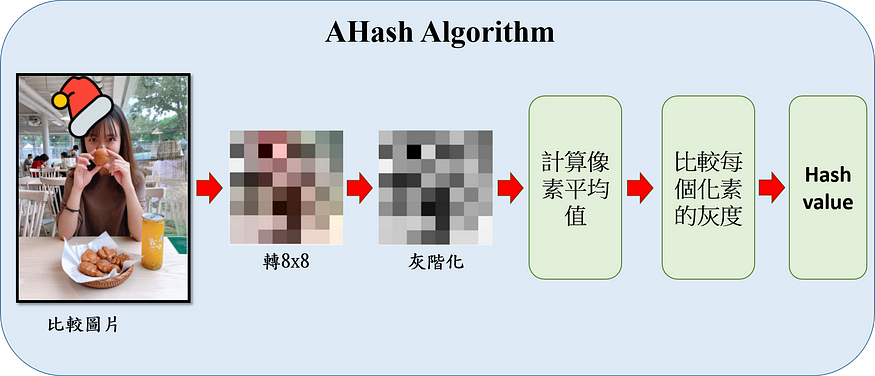 AHash Algorithm
比較圖片
轉8x8
灰階化
計算像
素平均
值
比較每
個化素
的灰度
Hash
value